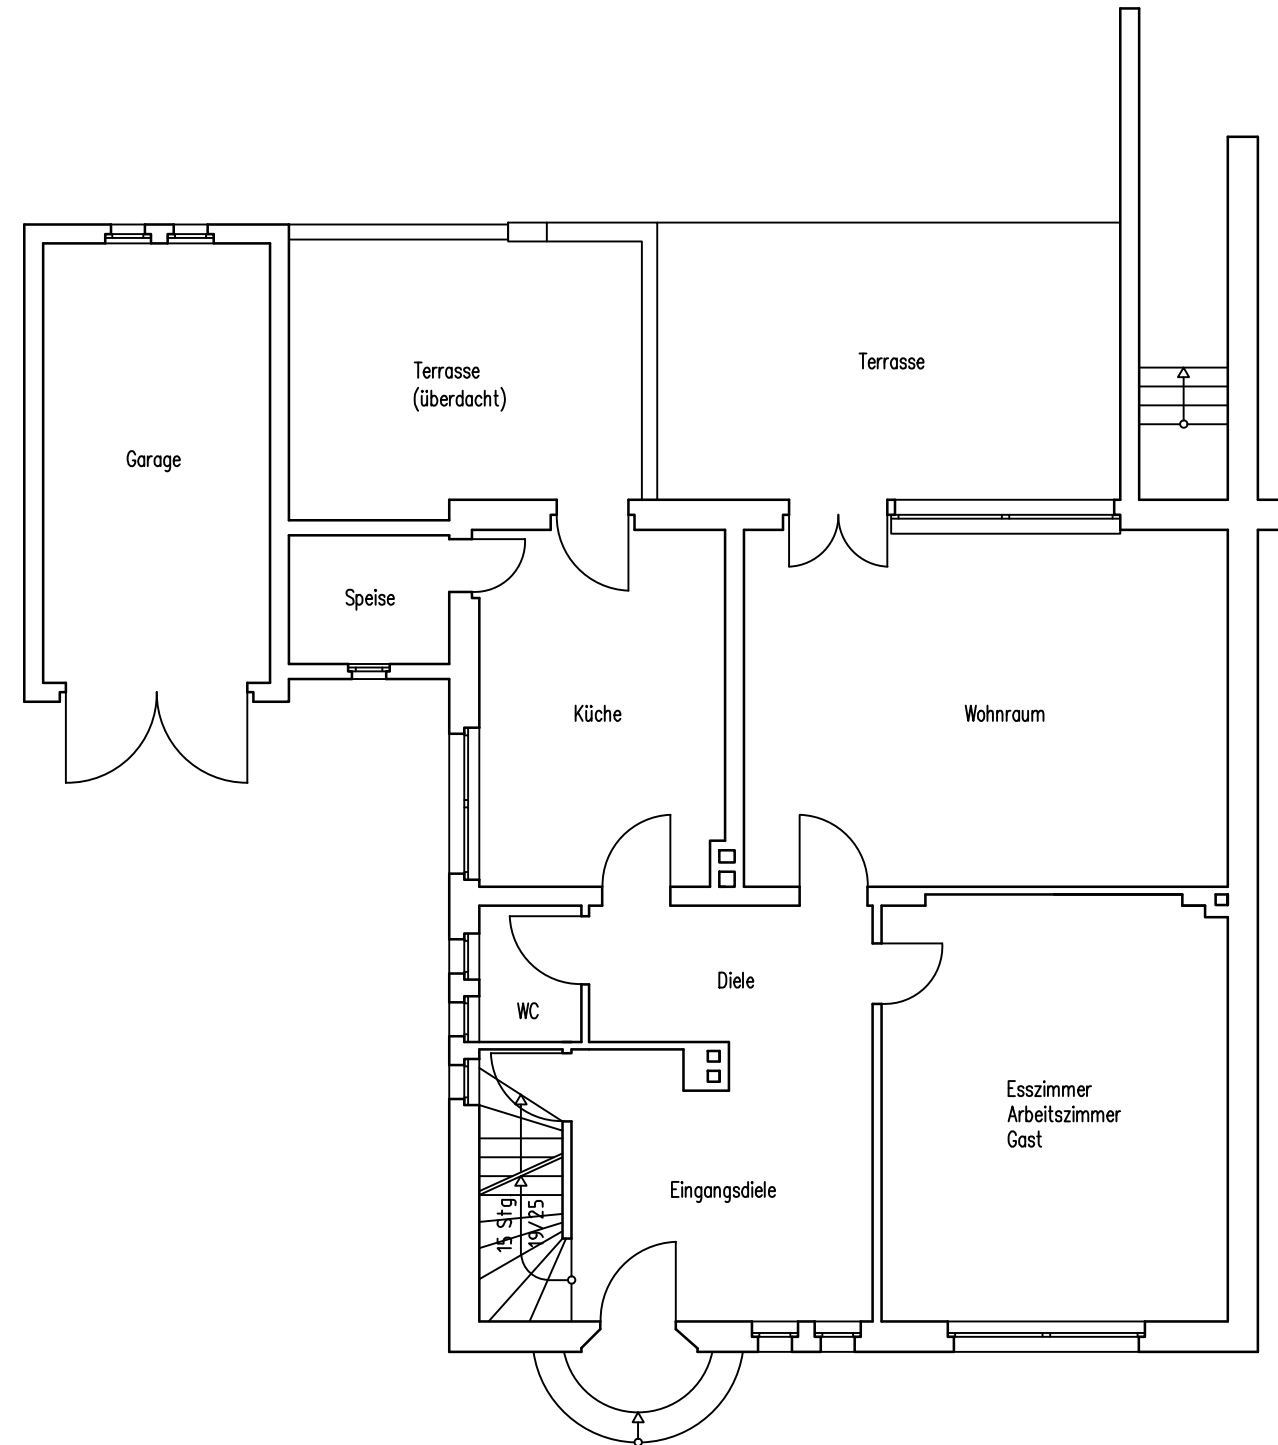 Terrasse
(überdacht)
Terrasse
Garage
Speise
Küche
Wohnraum
Diele
WC
Esszimmer
Arbeitszimmer
Gast
Eingangsdiele
15 Stg
19/25